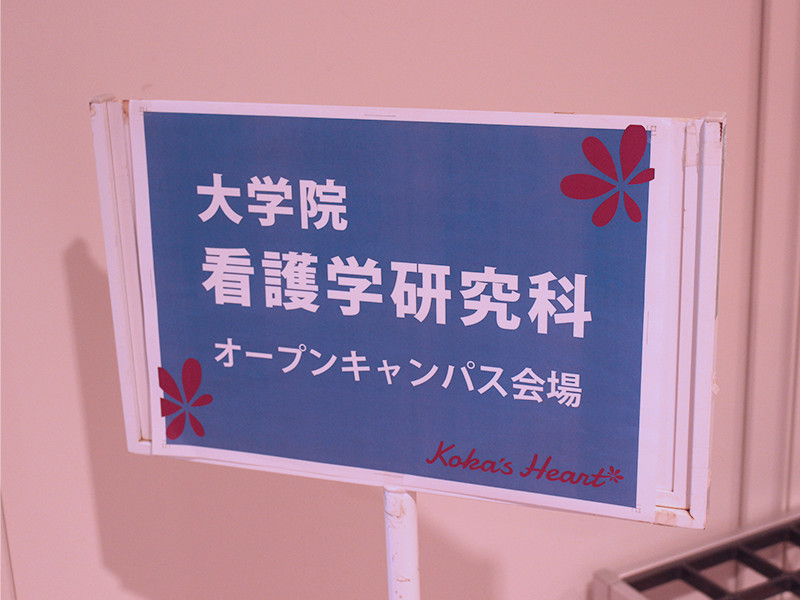 大学院
看護学研究科
オープンキャンパス会場
Koka's Heart